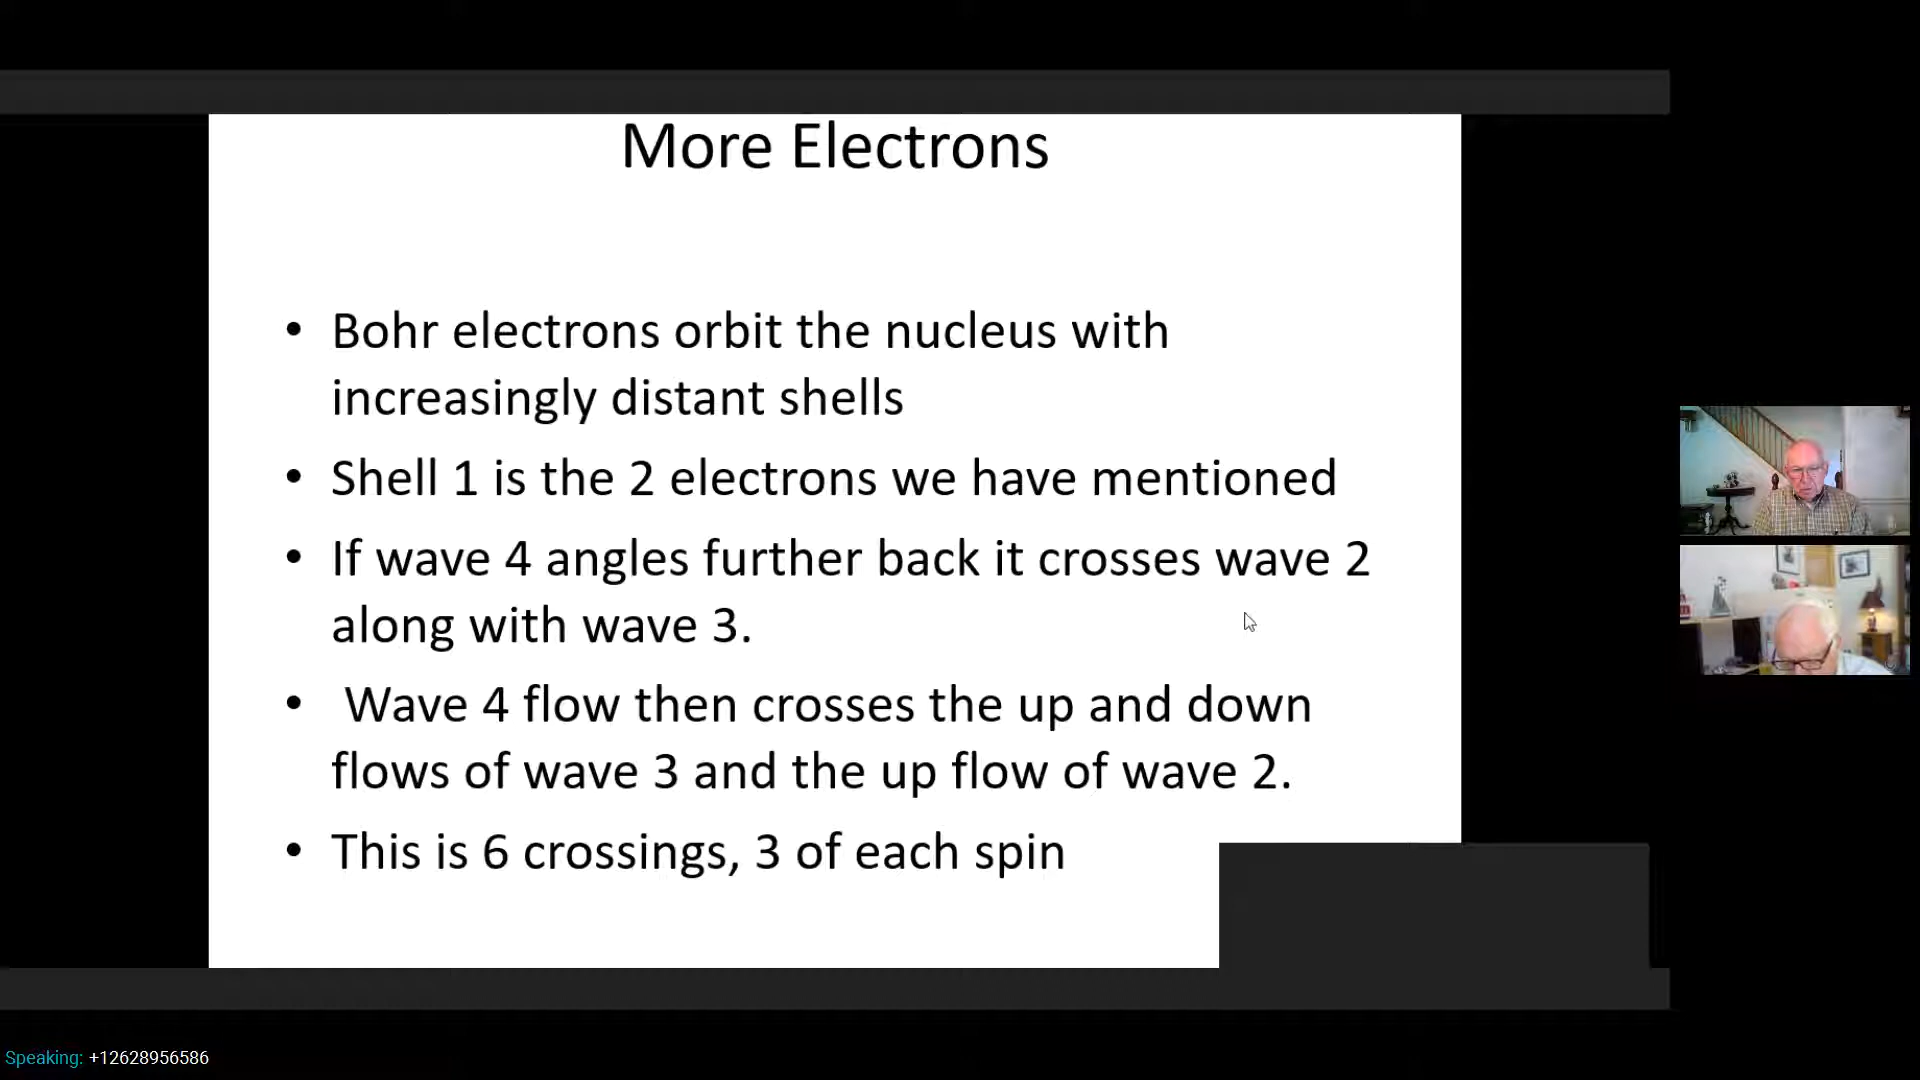 More Electrons
• Bohr electrons orbit the nucleus with
increasingly distant shells
• Shell 1 is the 2 electrons we have mentioned
• If wave 4 angles further back it crosses wave 2
along with wave 3.
• Wave 4 flow then crosses the up and down
flows of wave 3 and the up flow of wave 2.
• This is 6 crossings, 3 of each spin
Speaking: +12628956586